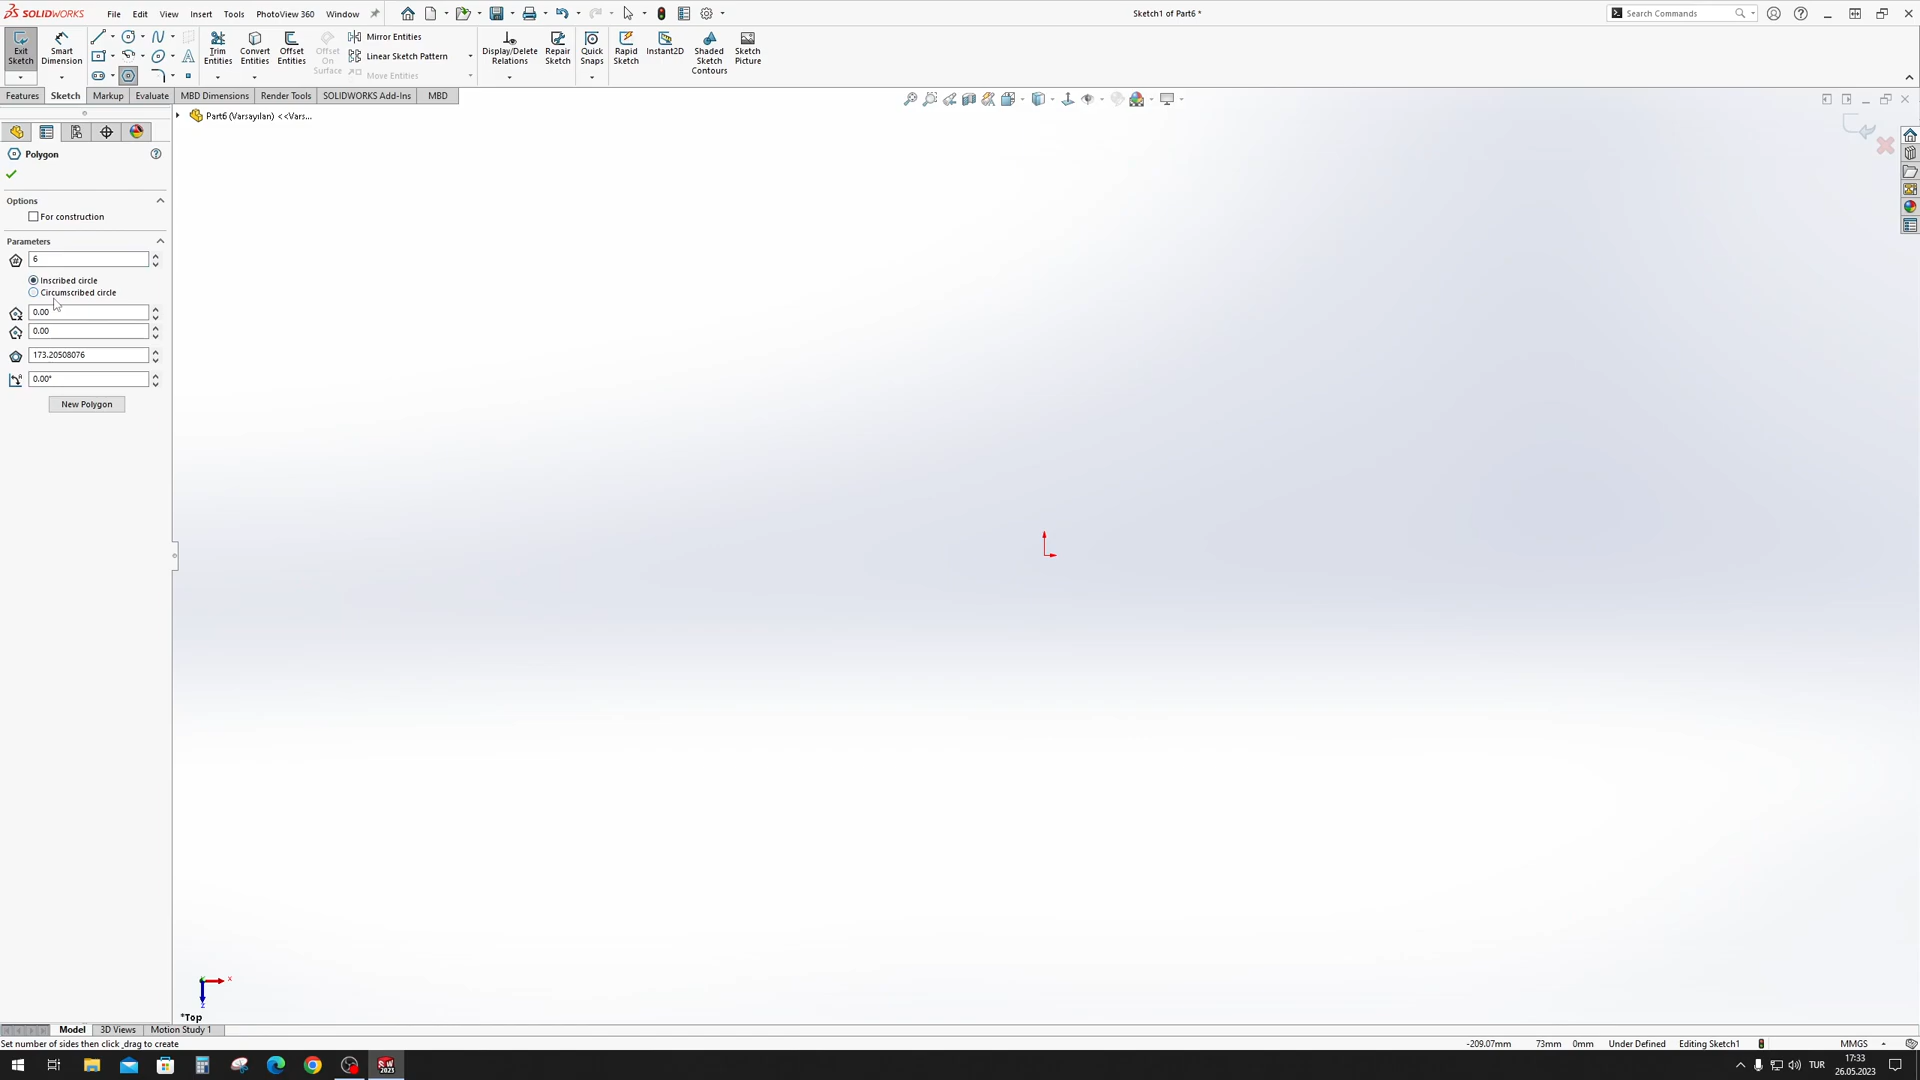 SOLIDWORKS File Edit View Insert Tools PhotoView 360 Window Sketch1 of Part6 * Search Commands
Exit Sketch
Smart Dimension
Trim Entities
Convert Entities
Offset Entities
Offset On Surface
Mirror Entities
Linear Sketch Pattern
Move Entities
Display/Delete Relations
Repair Sketch
Quick Snaps
Rapid Sketch
Instant2D
Shaded Sketch Contours
Sketch Picture
Features Sketch Markup Evaluate MBD Dimensions Render Tools SOLIDWORKS Add-Ins MBD
Part6 (Varsayılan) <<Vars...
Polygon
Options
For construction
Parameters
6
Inscribed circle
Circumscribed circle
0.00
0.00
173.20508076
0.00°
New Polygon
x
*Top
Model 3D Views Motion Study 1
Set number of sides then click _drag to create -209.07mm 73mm 0mm Under Defined Editing Sketch1 MMGS
SW 2023
TUR
17:33
26.05.2023